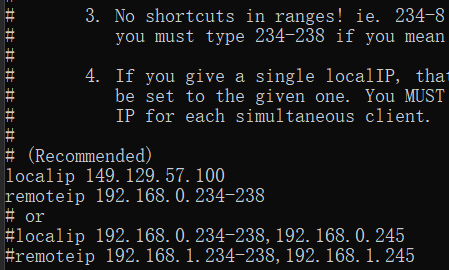 #
# 3. No shortcuts in ranges! ie. 234-8
# you must type 234-238 if you mean
#
# 4. If you give a single localIP, tha
# be set to the given one. You MUST
# IP for each simultaneous client.
#
# (Recommended)
localip 149.129.57.100
remoteip 192.168.0.234-238
# or
#localip 192.168.0.234-238,192.168.0.245
#remoteip 192.168.1.234-238,192.168.1.245